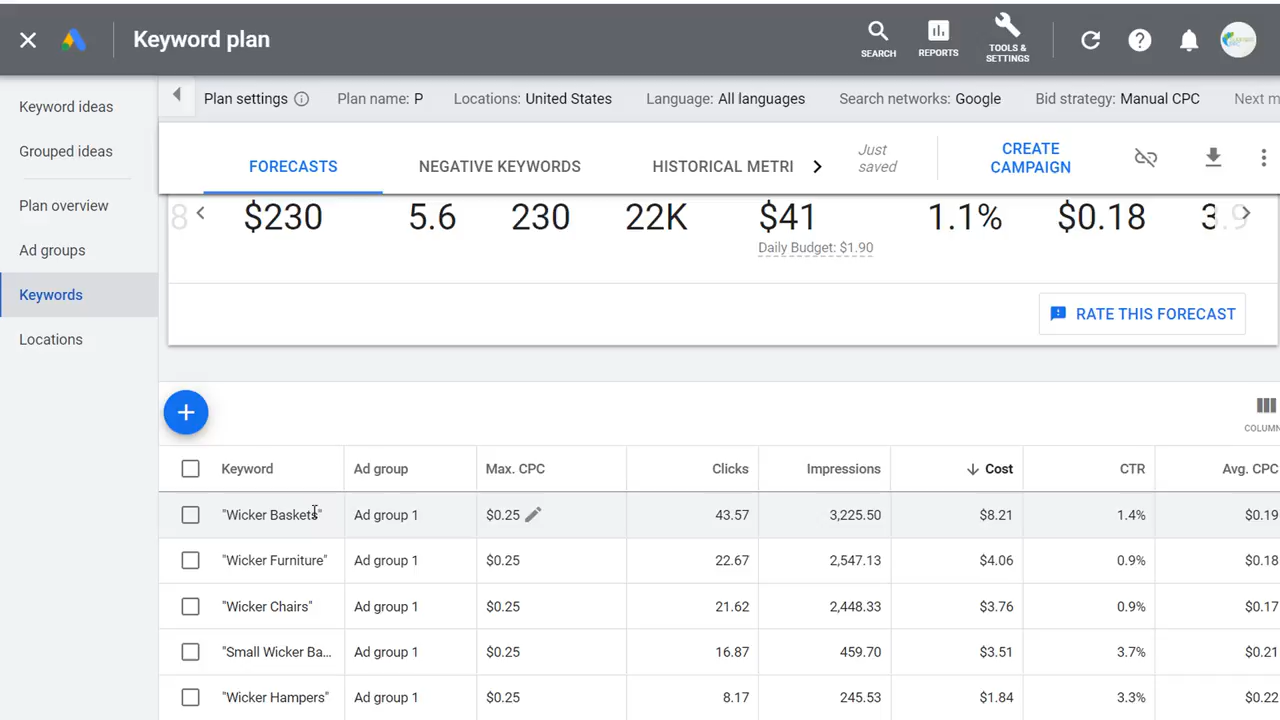 Keyword plan
SEARCH
REPORTS
TOOLS &
SETTINGS
Keyword ideas
Grouped ideas
Plan overview
Ad groups
Keywords
Locations
Plan settings Plan name: P Locations: United States Language: All languages Search networks: Google Bid strategy: Manual CPC Next m
FORECASTS NEGATIVE KEYWORDS HISTORICAL METRI
Just
saved
CREATE
CAMPAIGN
8 $230 5.6 230 22K $41 1.1% $0.18 3.9
Daily Budget: $1.90
RATE THIS FORECAST
COLUMN
Keyword Ad group Max. CPC Clicks Impressions Cost CTR Avg. CPC
"Wicker Baskets" Ad group 1 $0.25 43.57 3,225.50 $8.21 1.4% $0.19
"Wicker Furniture" Ad group 1 $0.25 22.67 2,547.13 $4.06 0.9% $0.18
"Wicker Chairs" Ad group 1 $0.25 21.62 2,448.33 $3.76 0.9% $0.17
"Small Wicker Ba... Ad group 1 $0.25 16.87 459.70 $3.51 3.7% $0.21
"Wicker Hampers" Ad group 1 $0.25 8.17 245.53 $1.84 3.3% $0.22